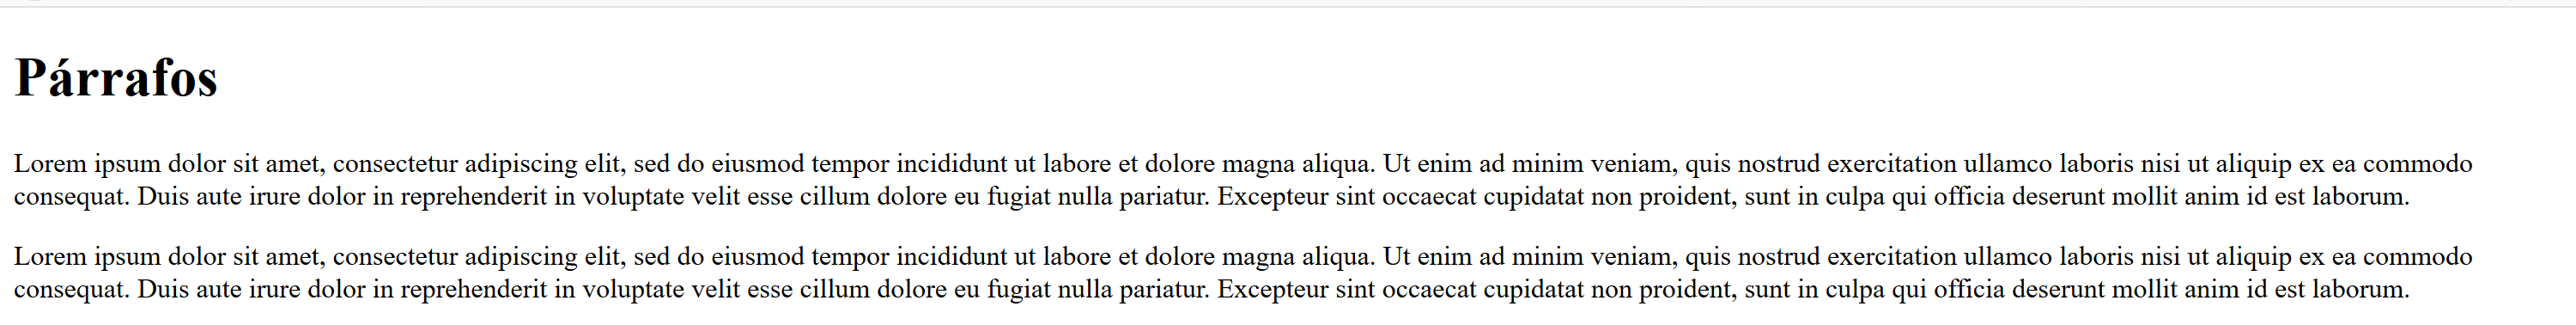 Párrafos
Lorem ipsum dolor sit amet, consectetur adipiscing elit, sed do eiusmod tempor incididunt ut labore et dolore magna aliqua. Ut enim ad minim veniam, quis nostrud exercitation ullamco laboris nisi ut aliquip ex ea commodo
consequat. Duis aute irure dolor in reprehenderit in voluptate velit esse cillum dolore eu fugiat nulla pariatur. Excepteur sint occaecat cupidatat non proident, sunt in culpa qui officia deserunt mollit anim id est laborum.
Lorem ipsum dolor sit amet, consectetur adipiscing elit, sed do eiusmod tempor incididunt ut labore et dolore magna aliqua. Ut enim ad minim veniam, quis nostrud exercitation ullamco laboris nisi ut aliquip ex ea commodo
consequat. Duis aute irure dolor in reprehenderit in voluptate velit esse cillum dolore eu fugiat nulla pariatur. Excepteur sint occaecat cupidatat non proident, sunt in culpa qui officia deserunt mollit anim id est laborum.